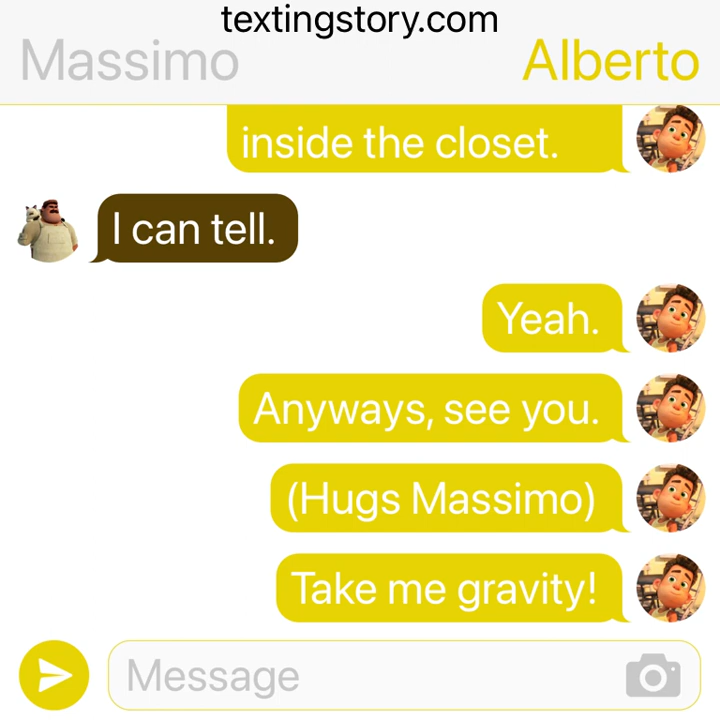 textingstory.com
Massimo
Alberto
inside the closet.
I can tell.
Yeah.
Anyways, see you.
(Hugs Massimo)
Take me gravity!
Message